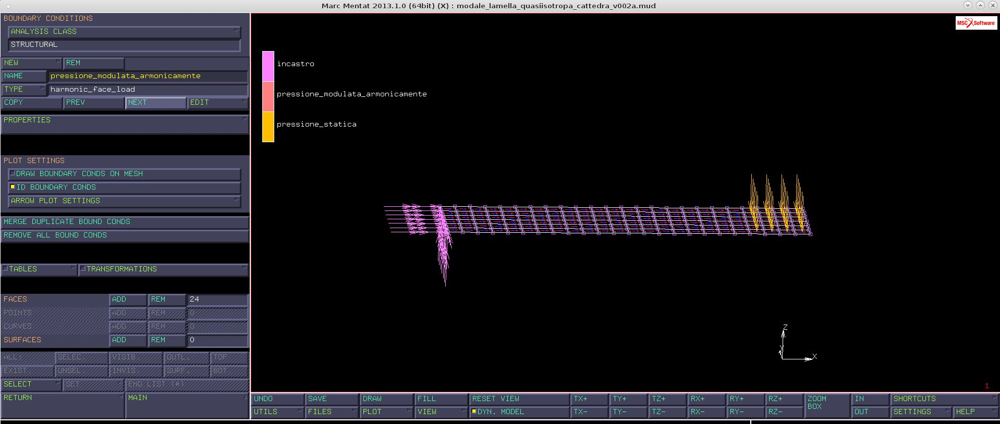 Marc Mentat 2013.1.0 (64bit) (X) : modale_lamella_quasiisotropa_cattedra_v002a.mud
BOUNDARY CONDITIONS
ANALYSIS CLASS
STRUCTURAL
NEW REM
NAME pressione_modulata_armonicamente
TYPE harmonic_face_load
COPY PREV NEXT EDIT
PROPERTIES
PLOT SETTINGS
DRAW BOUNDARY CONDS ON MESH
ID BOUNDARY CONDS
ARROW PLOT SETTINGS
MERGE DUPLICATE BOUND CONDS
REMOVE ALL BOUND CONDS
TABLES TRANSFORMATIONS
FACES ADD REM 24
POINTS ADD REM 0
CURVES ADD REM 0
SURFACES ADD REM 0
ALL: SELEC. VISIB. OUTL. TOP
EXIST. UNSEL. INVIS. SURF. BOT
SELECT SET END LIST (#)
RETURN MAIN
MSC Software
incastro
pressione_modulata_armonicamente
pressione_statica
Z
Y
X
1
UNDO SAVE DRAW FILL RESET VIEW TX+ TY+ TZ+ RX+ RY+ RZ+ ZOOM BOX IN SHORTCUTS
UTILS FILES PLOT VIEW DYN. MODEL TX- TY- TZ- RX- RY- RZ- OUT SETTINGS HELP